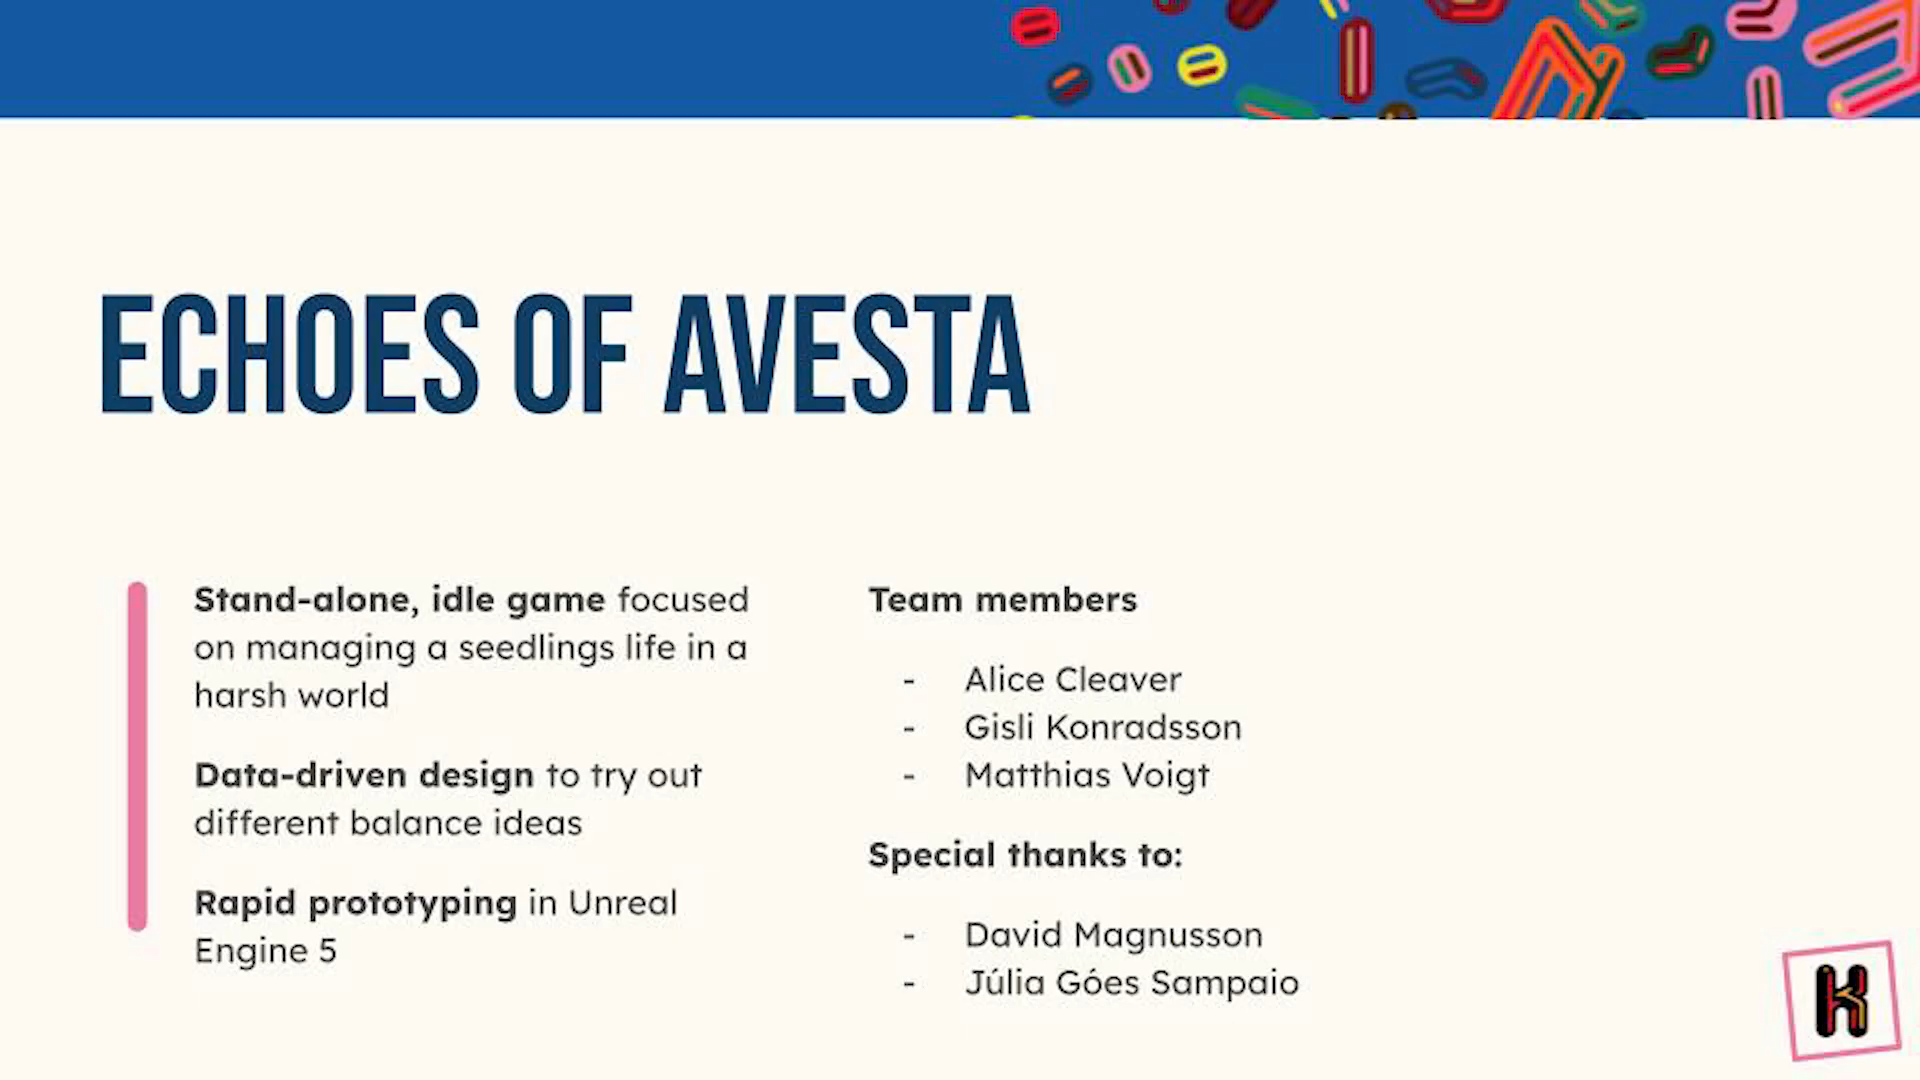 ECHOES OF AVESTA
Stand-alone, idle game focused
on managing a seedlings life in a
harsh world
Data-driven design to try out
different balance ideas
Rapid prototyping in Unreal
Engine 5
Team members
- Alice Cleaver
- Gisli Konradsson
- Matthias Voigt
Special thanks to:
- David Magnusson
- Júlia Góes Sampaio
K